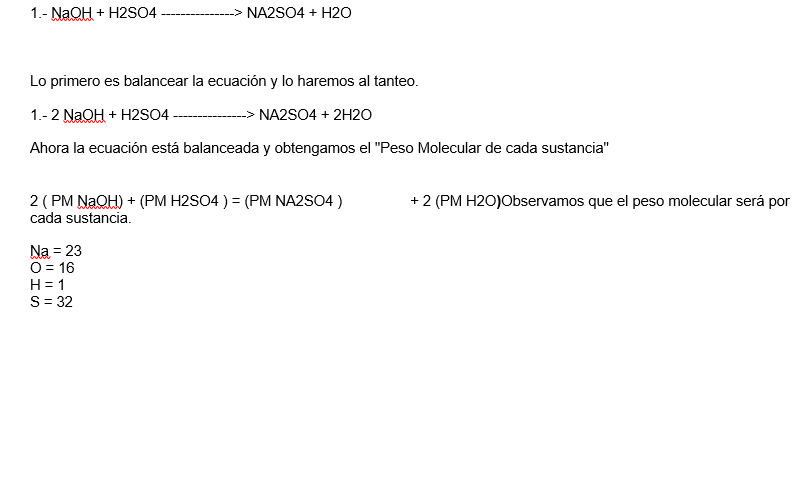 1.- NaOH + H2SO4 ---------------> NA2SO4 + H2O
Lo primero es balancear la ecuación y lo haremos al tanteo.
1.- 2 NaOH + H2SO4 ---------------> NA2SO4 + 2H2O
Ahora la ecuación está balanceada y obtengamos el "Peso Molecular de cada sustancia"
2 ( PM NaOH) + (PM H2SO4 ) = (PM NA2SO4 ) + 2 (PM H2O)Observamos que el peso molecular será por
cada sustancia.
Na = 23
O = 16
H = 1
S = 32